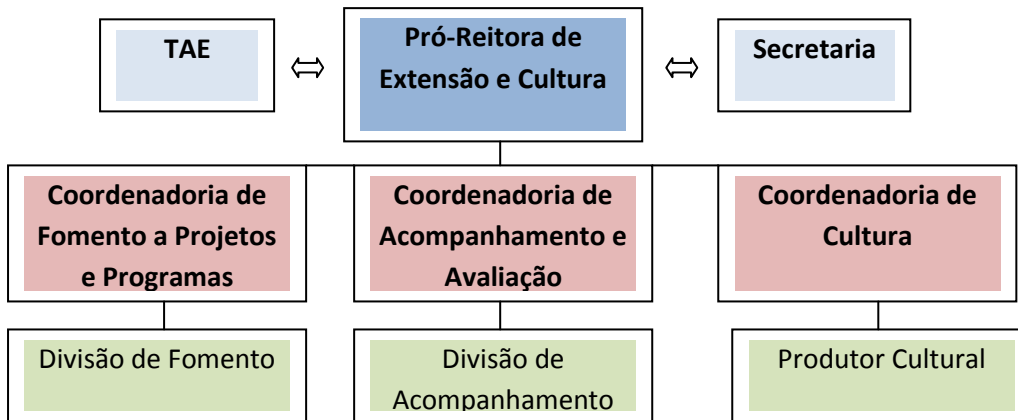 TAE
Pró-Reitora de
Extensão e Cultura
Secretaria
Coordenadoria de
Fomento a Projetos
e Programas
Coordenadoria de
Acompanhamento e
Avaliação
Coordenadoria de
Cultura
Divisão de Fomento
Divisão de
Acompanhamento
Produtor Cultural